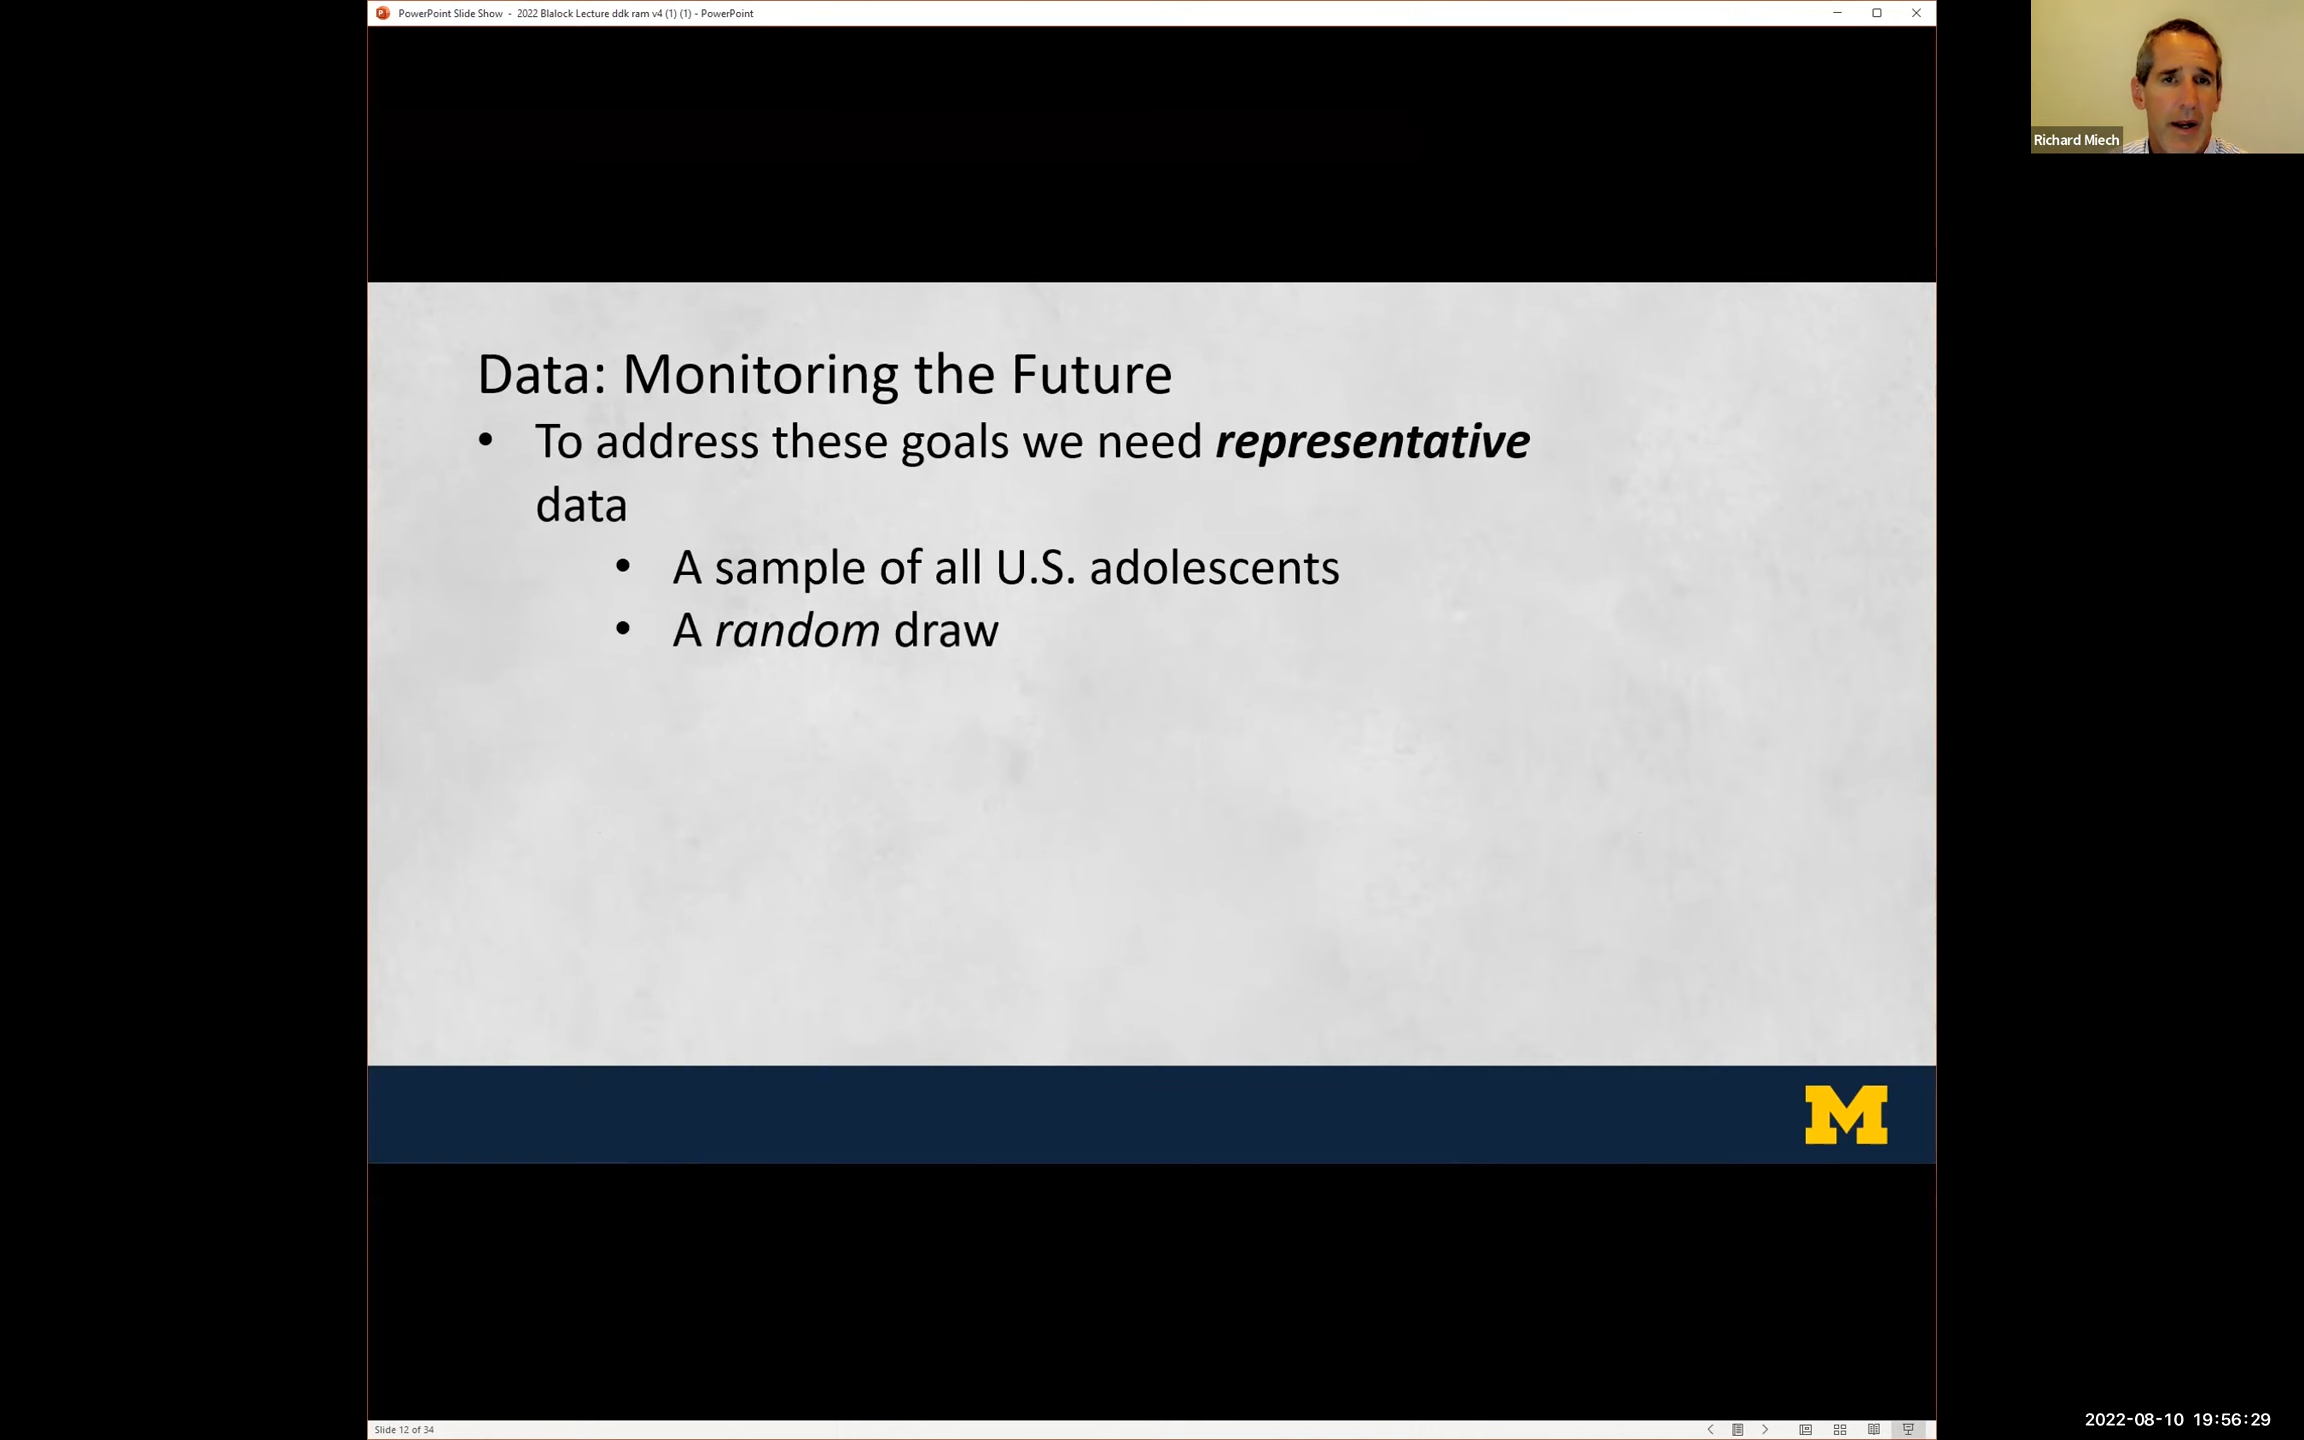 PowerPoint Slide Show - 2022 Blalock Lecture ddk ram v4 (1) (1) - PowerPoint
Richard Miech
Data: Monitoring the Future
• To address these goals we need representative
data
• A sample of all U.S. adolescents
• A random draw
M
Slide 12 of 34
2022-08-10 19:56:29